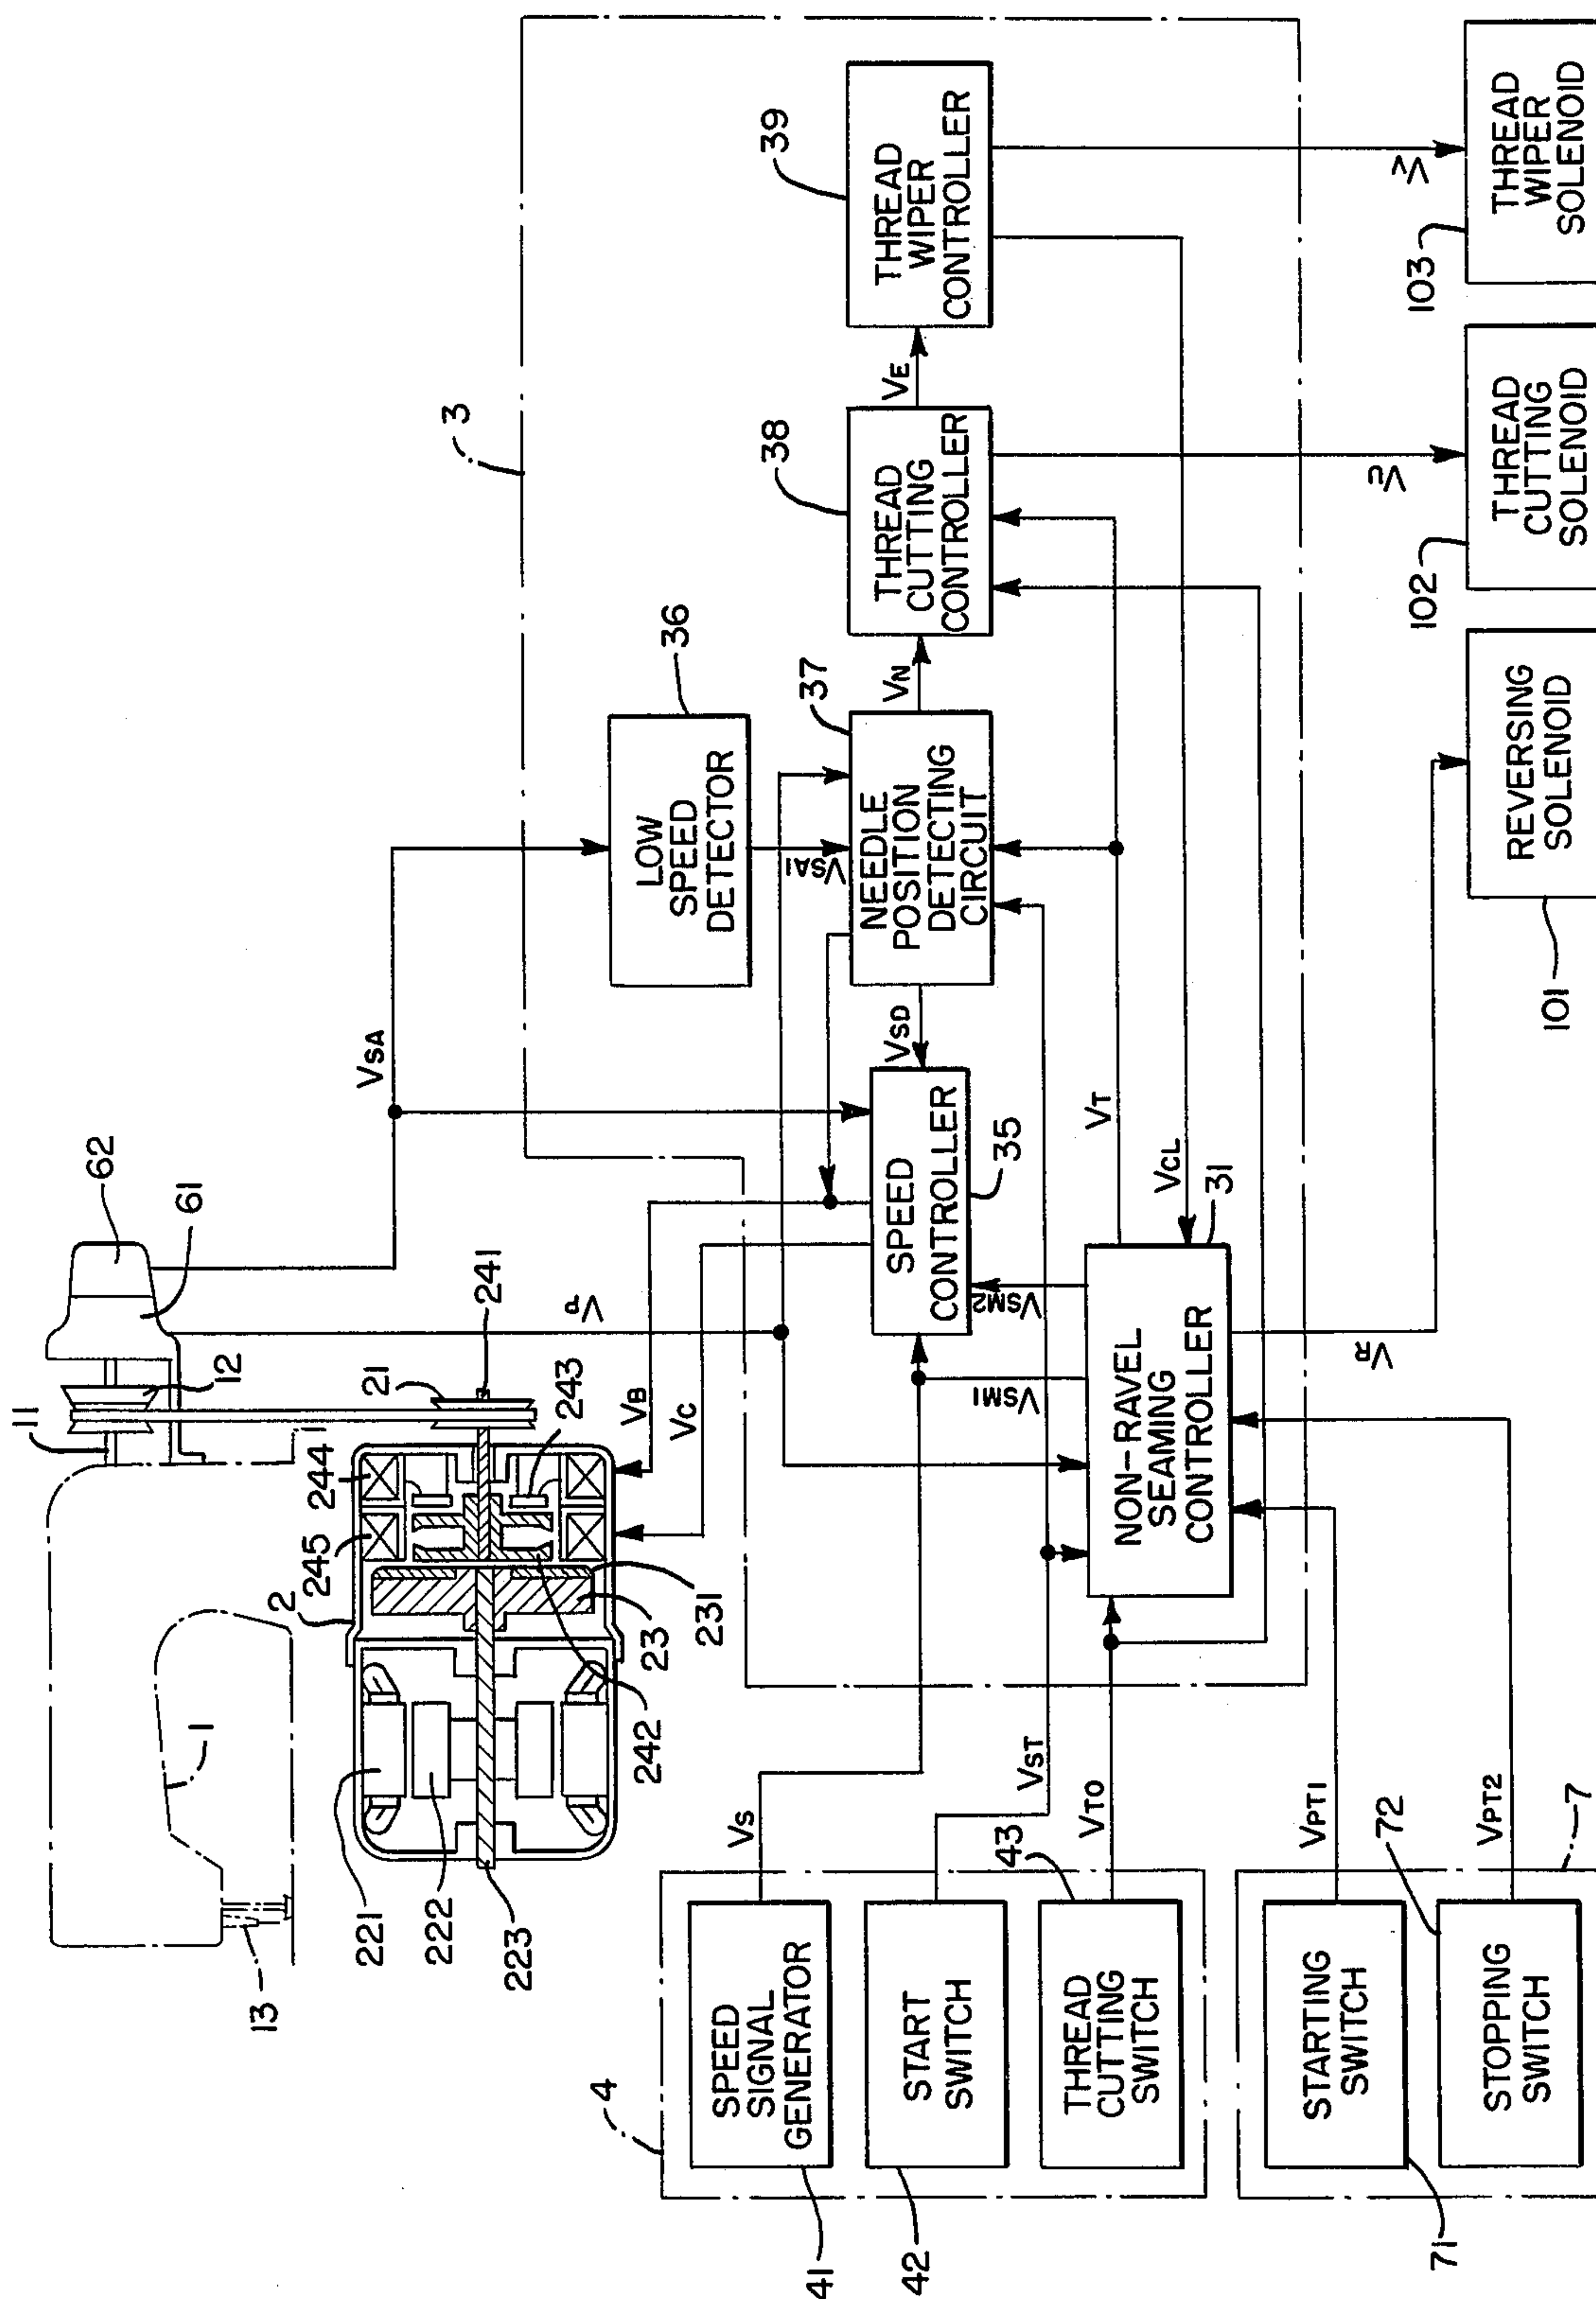 1
11
12
13
61
62
2
21
221
222
223
23
231
241
242
243
244
245
3
VSA
VP
VB
VC
LOW
SPEED
DETECTOR
36
VSA1
NEEDLE
POSITION
DETECTING
CIRCUIT
37
VSD
VN
SPEED
CONTROLLER
35
THREAD
CUTTING
CONTROLLER
38
VE
THREAD
WIPER
CONTROLLER
39
VSM1
VSM2
NON-RAVEL
SEAMING
CONTROLLER
31
VT
VCL
4
SPEED
SIGNAL
GENERATOR
41
VS
START
SWITCH
42
VST
THREAD
CUTTING
SWITCH
43
VTO
7
STARTING
SWITCH
71
VPT1
STOPPING
SWITCH
72
VPT2
VR
REVERSING
SOLENOID
101
VU
THREAD
CUTTING
SOLENOID
102
THREAD
WIPER
SOLENOID
103